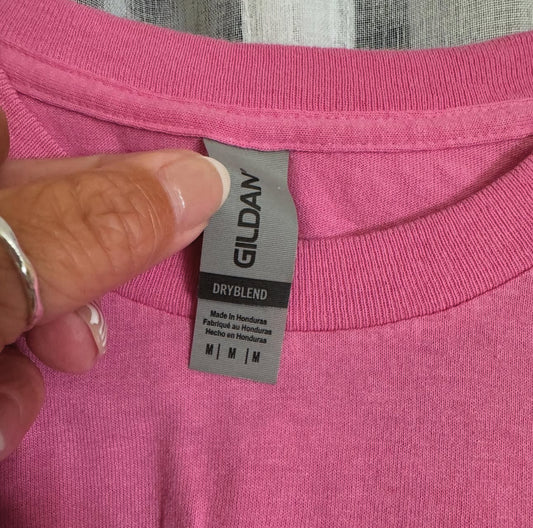 GILDAN
DRYBLEND
Made in Honduras
Fabriqué au Honduras
Hecho en Honduras
M | M | M